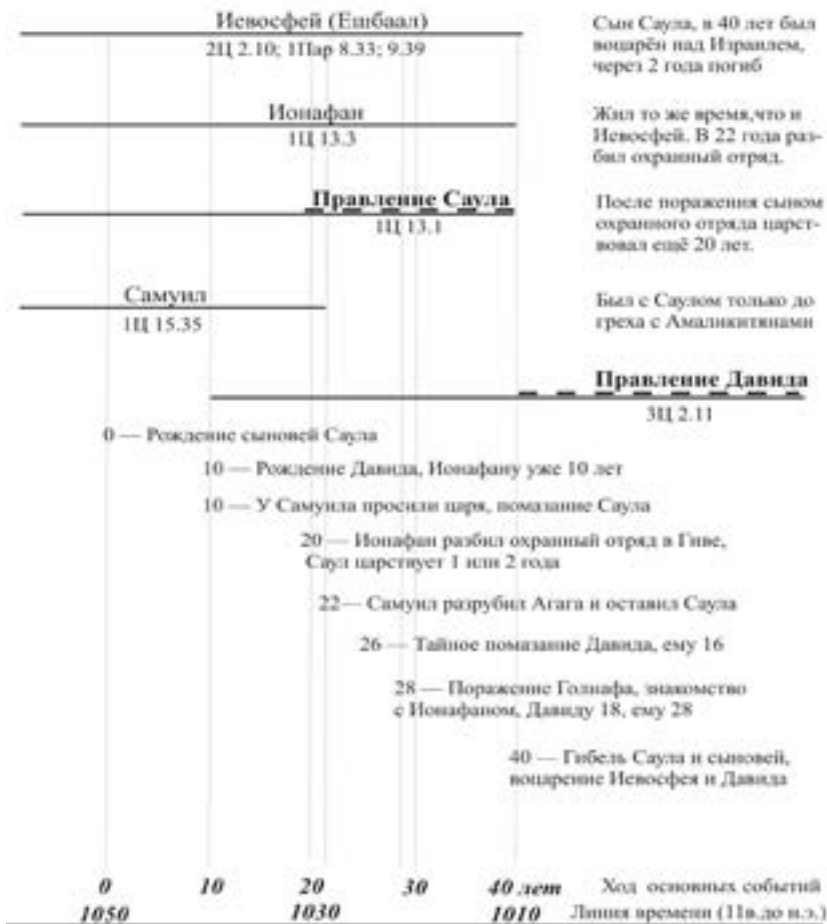 Иевосфей (Ешбаал)
2Ц 2.10; 1Пар 8.33; 9.39
Сын Саула, в 40 лет был
воцарён над Израилем,
через 2 года погиб
Ионафан
1Ц 13.3
Жил то же время,что и
Иевосфей. В 22 года раз-
бил охранный отряд.
Правление Саула
1Ц 13.1
После поражения сыном
охранного отряда царст-
вовал ещё 20 лет.
Самуил
1Ц 15.35
Был с Саулом только до
греха с Амаликитянами
Правление Давида
3Ц 2.11
0 — Рождение сыновей Саула
10 — Рождение Давида, Ионафану уже 10 лет
10 — У Самуила просили царя, помазание Саула
20 — Ионафан разбил охранный отряд в Гиве,
Саул царствует 1 или 2 года
22— Самуил разрубил Агага и оставил Саула
26 — Тайное помазание Давида, ему 16
28 — Поражение Голиафа, знакомство
с Ионафаном, Давиду 18, ему 28
40 — Гибель Саула и сыновей,
воцарение Иевосфея и Давида
0 10 20 30 40 лет Ход основных событий
1050 1030 1010 Линия времени (11в.до н.э.)